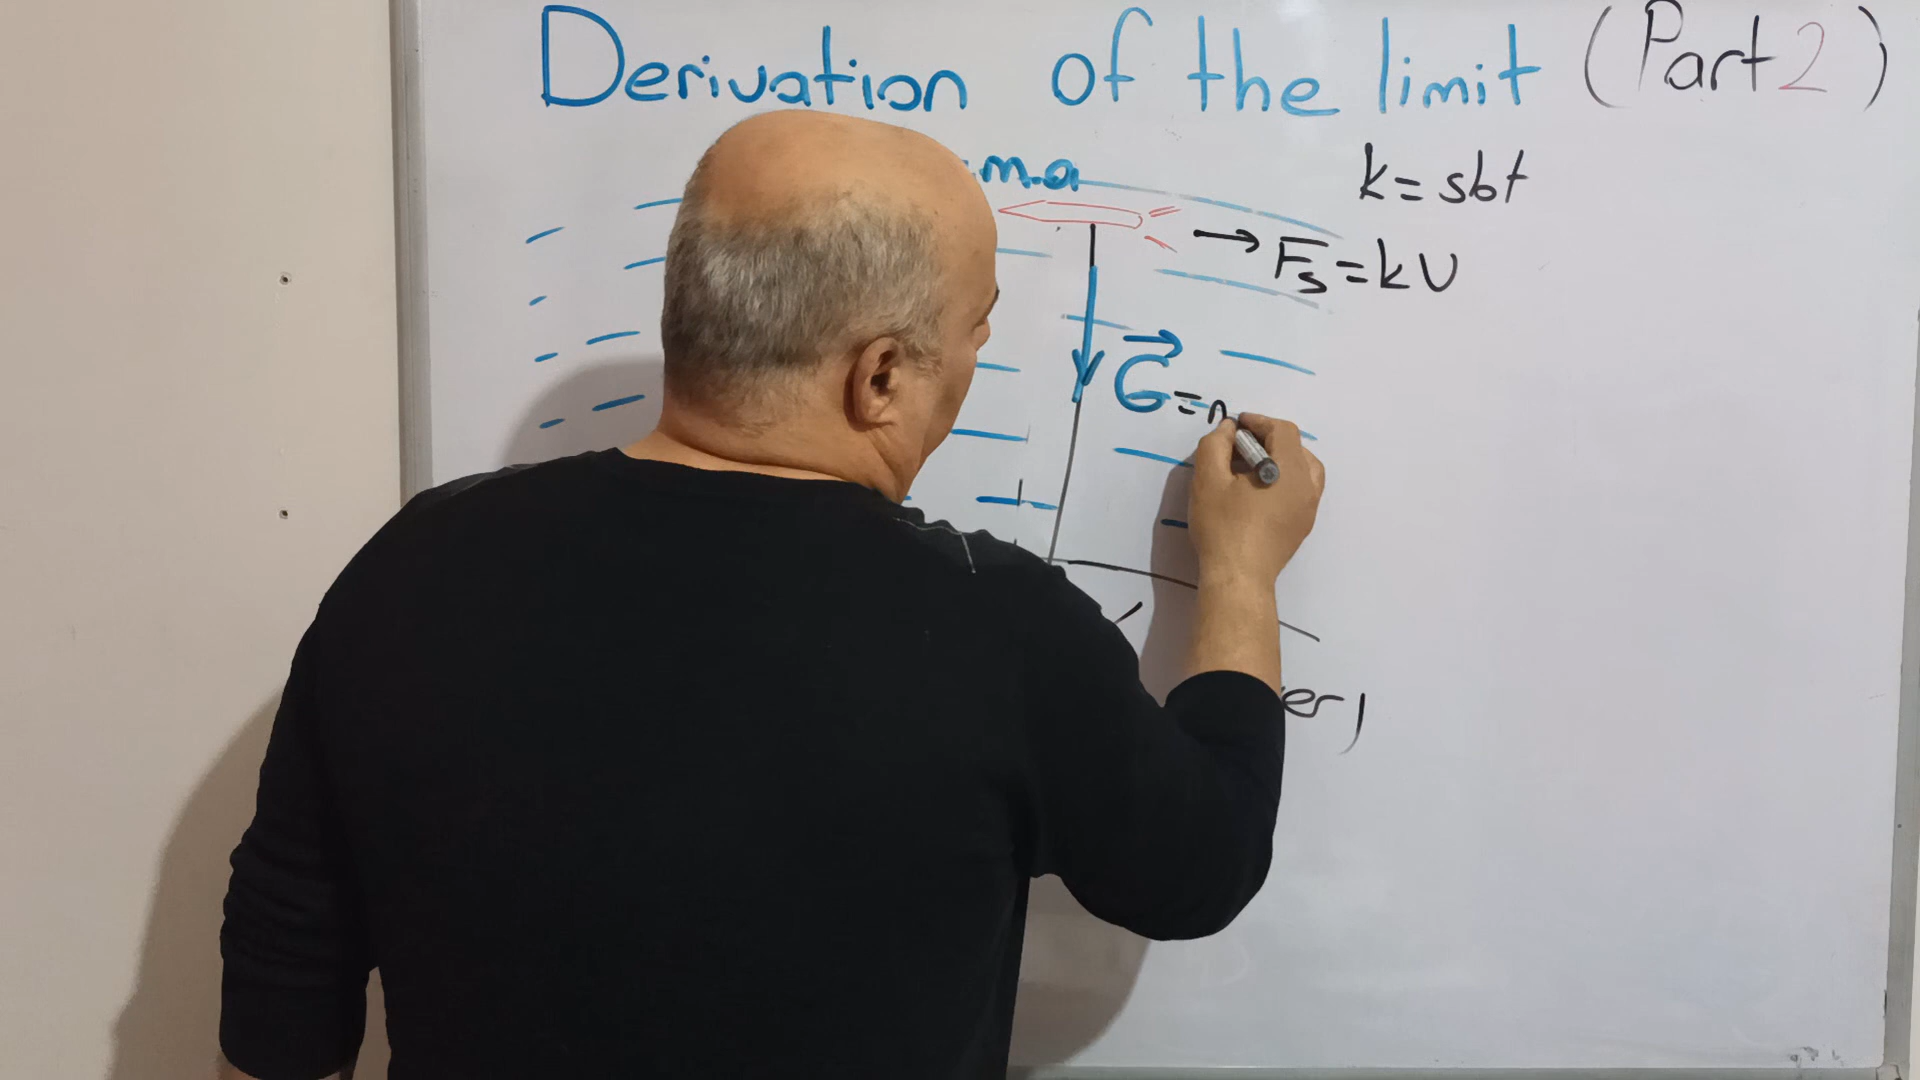 Derivation of the limit (Part 2)
m.a
k = sbt
Fs = kV
G =